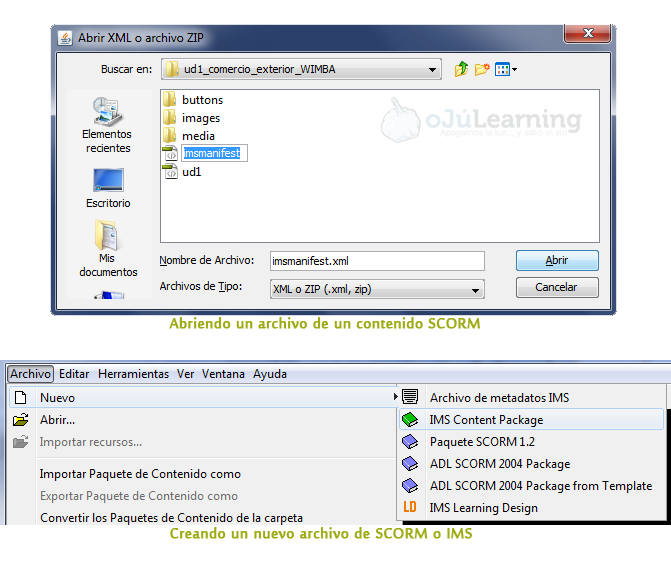 Abrir XML o archivo ZIP
Buscar en: ud1_comercio_exterior_WIMBA
Elementos recientes
Escritorio
Mis documentos
buttons
images
media
imsmanifest
ud1
oJúLearning
Nombre de Archivo: imsmanifest.xml
Abrir
Archivos de Tipo: XML o ZIP (.xml, zip)
Cancelar
Abriendo un archivo de un contenido SCORM
Archivo Editar Herramientas Ver Ventana Ayuda
Nuevo
Abrir...
Importar recursos...
Importar Paquete de Contenido como
Exportar Paquete de Contenido como
Convertir los Paquetes de Contenido de la carpeta
Archivo de metadatos IMS
IMS Content Package
Paquete SCORM 1.2
ADL SCORM 2004 Package
ADL SCORM 2004 Package from Template
LD IMS Learning Design
Creando un nuevo archivo de SCORM o IMS